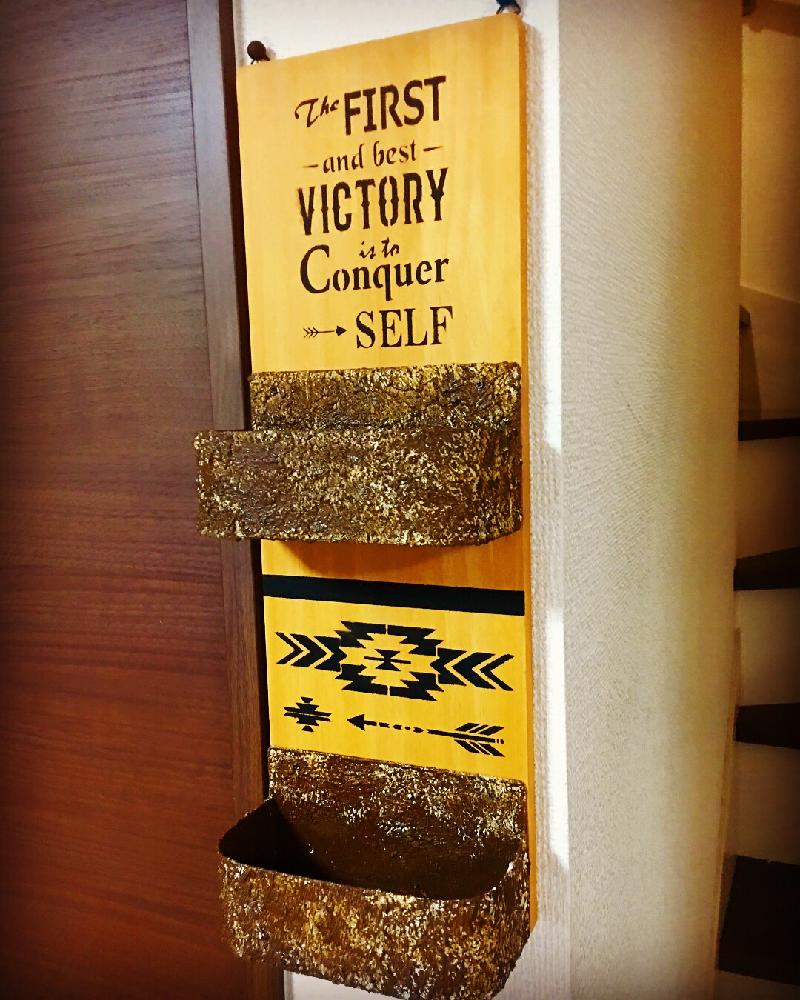 The FIRST
and best
VICTORY
is to
Conquer
SELF